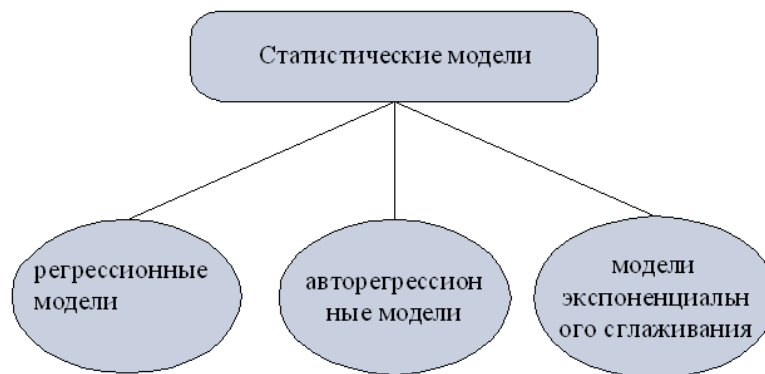 Статистические модели
регрессионные
модели
авторегрессион
ные модели
модели
экспоненциальн
ого сглаживания